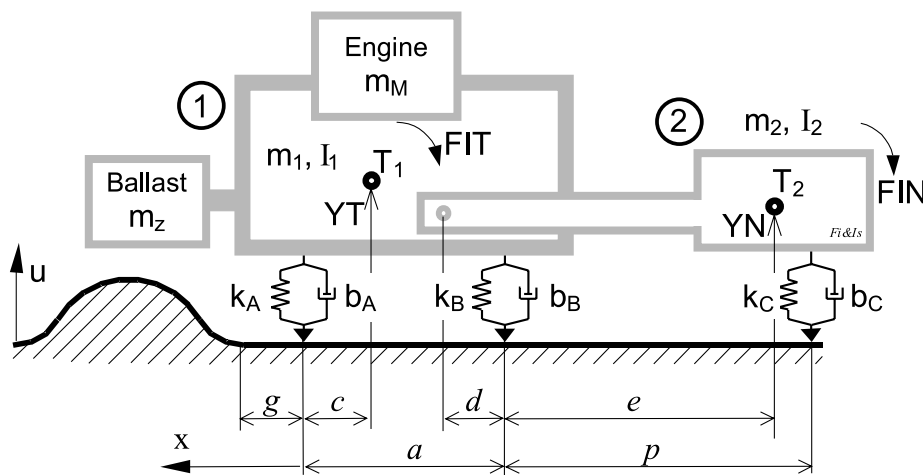 Engine
m_M
1
m_1, I_1
FIT
T_1
YT
Ballast
m_z
2
m_2, I_2
FIN
T_2
YN
Fi&Is
u
k_A
b_A
k_B
b_B
k_C
b_C
g
c
d
e
x
a
p